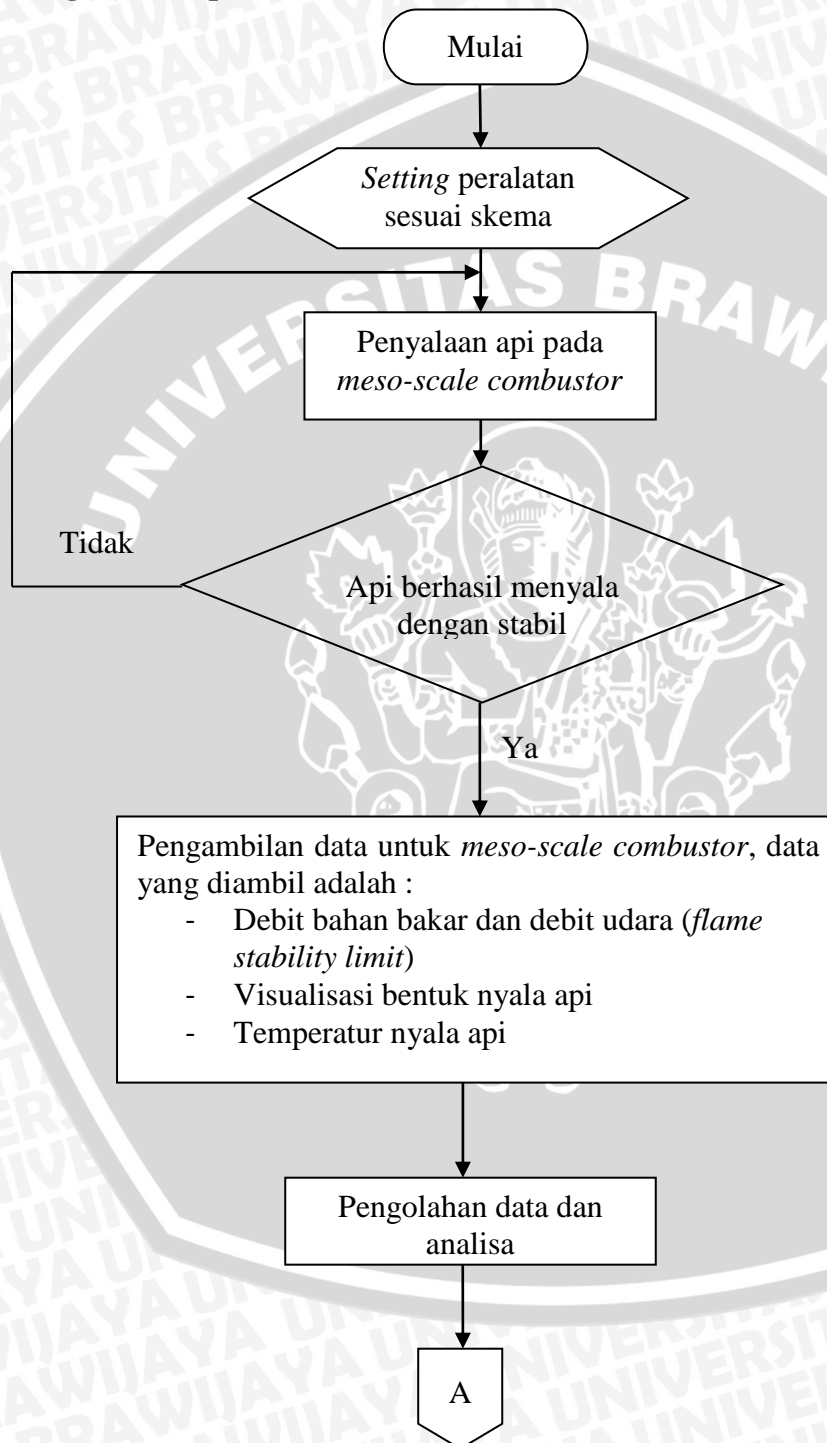 Mulai
Setting peralatan
sesuai skema
Penyalaan api pada
meso-scale combustor
Tidak
Api berhasil menyala
dengan stabil
Ya
Pengambilan data untuk meso-scale combustor, data
yang diambil adalah :
- Debit bahan bakar dan debit udara (flame
stability limit)
- Visualisasi bentuk nyala api
- Temperatur nyala api
Pengolahan data dan
analisa
A
UNIVERSITAS BRAW